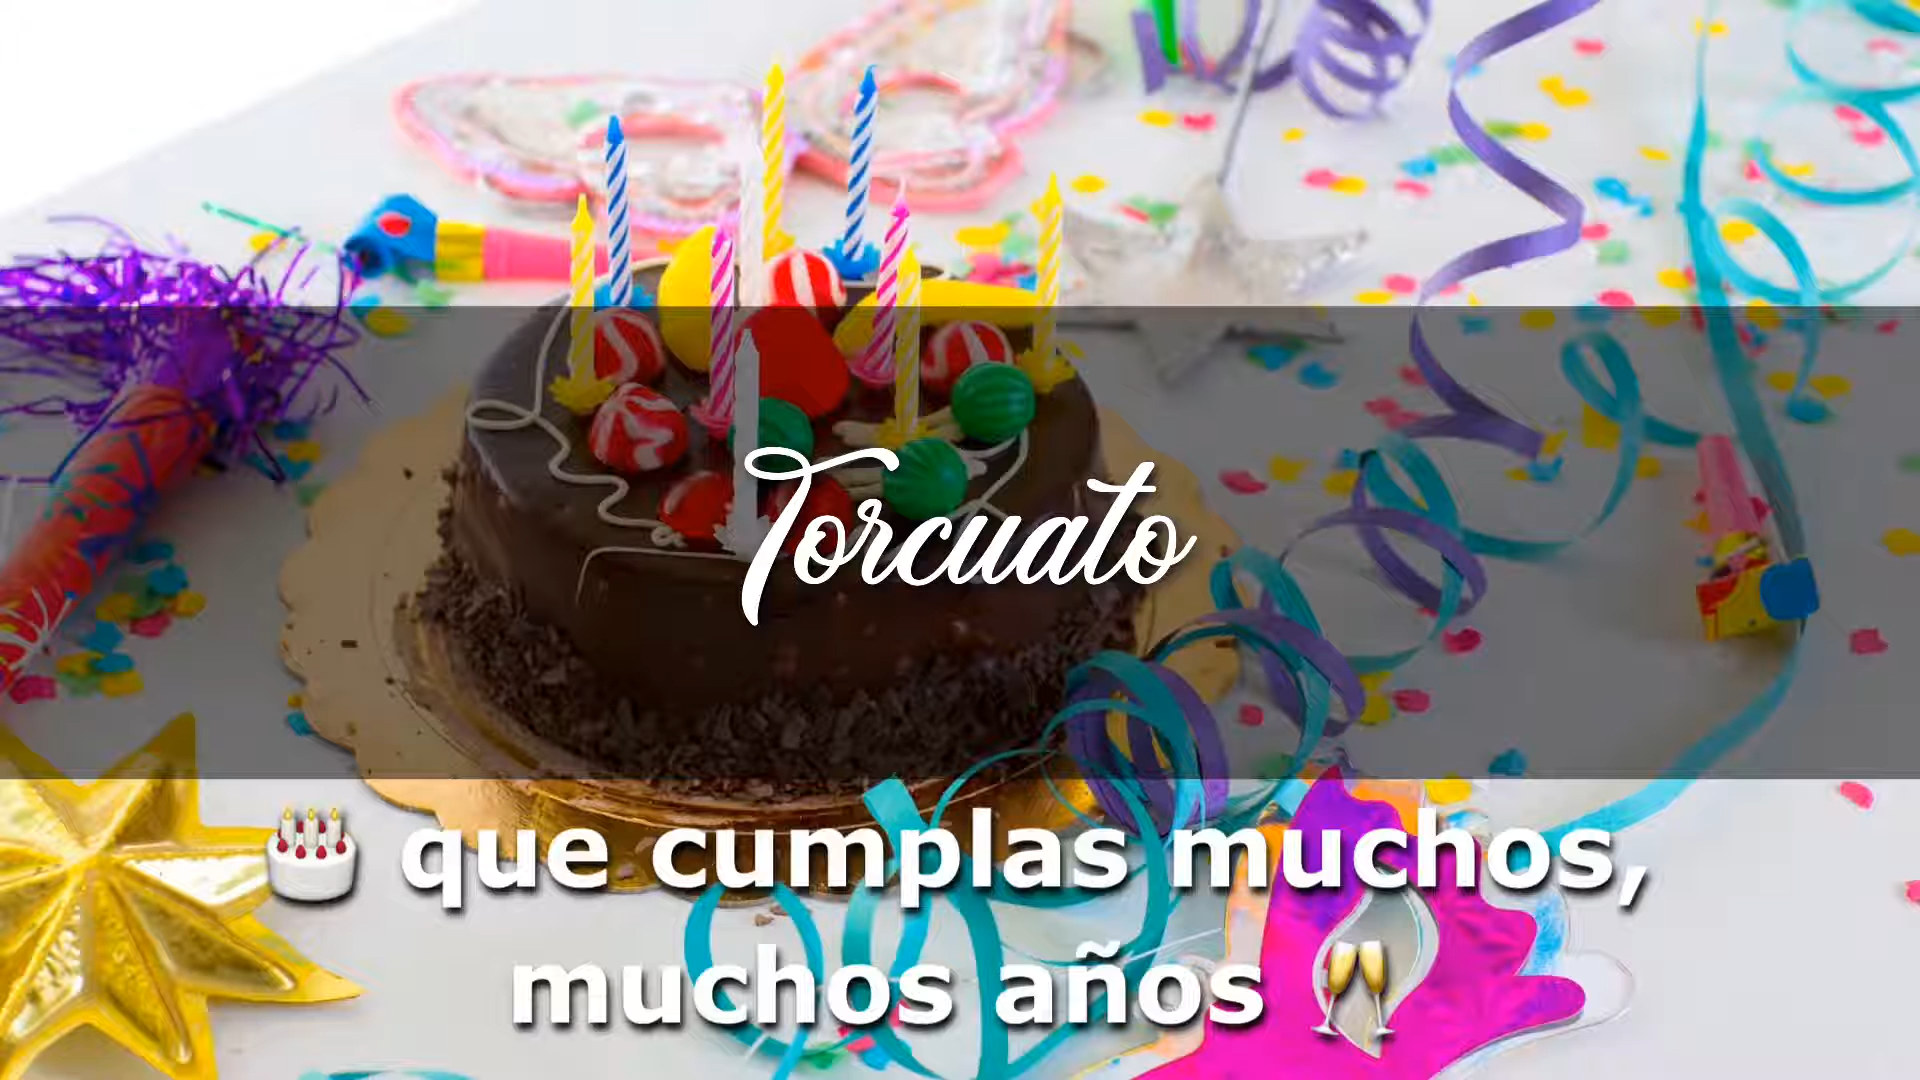 Torcuato
🎂 que cumplas muchos,
muchos años 🥂